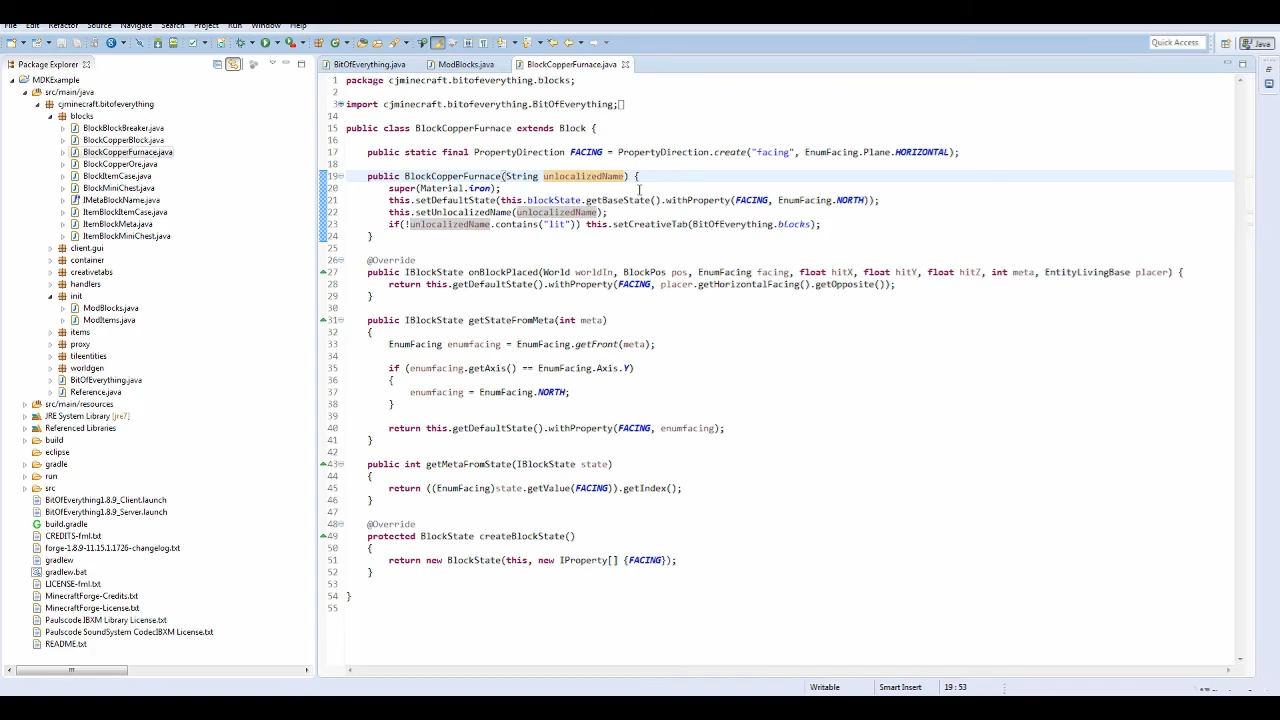 File Edit Refactor Source Navigate Search Project Run Window Help
Quick Access
Java
Package Explorer
BitOfEverything.java
ModBlocks.java
BlockCopperFurnace.java
MDKExample
src/main/java
cjminecraft.bitofeverything
blocks
BlockBlockBreaker.java
BlockCopperBlock.java
BlockCopperFurnace.java
BlockCopperOre.java
BlockItemCase.java
BlockMiniChest.java
IMetaBlockName.java
ItemBlockItemCase.java
ItemBlockMeta.java
ItemBlockMiniChest.java
client.gui
container
creativetabs
handlers
init
ModBlocks.java
ModItems.java
items
proxy
tileentities
worldgen
BitOfEverything.java
Reference.java
src/main/resources
JRE System Library [jre7]
Referenced Libraries
build
eclipse
gradle
run
src
BitOfEverything1.8.9_Client.launch
BitOfEverything1.8.9_Server.launch
build.gradle
CREDITS-fml.txt
forge-1.8.9-11.15.1.1726-changelog.txt
gradlew
gradlew.bat
LICENSE-fml.txt
MinecraftForge-Credits.txt
MinecraftForge-License.txt
Paulscode IBXM Library License.txt
Paulscode SoundSystem CodecIBXM License.txt
README.txt
1 package cjminecraft.bitofeverything.blocks;
2
3 import cjminecraft.bitofeverything.BitOfEverything;
14
15 public class BlockCopperFurnace extends Block {
16
17 public static final PropertyDirection FACING = PropertyDirection.create("facing", EnumFacing.Plane.HORIZONTAL);
18
19 public BlockCopperFurnace(String unlocalizedName) {
20 super(Material.iron);
21 this.setDefaultState(this.blockState.getBaseState().withProperty(FACING, EnumFacing.NORTH));
22 this.setUnlocalizedName(unlocalizedName);
23 if(!unlocalizedName.contains("lit")) this.setCreativeTab(BitOfEverything.blocks);
24 }
25
26 @Override
27 public IBlockState onBlockPlaced(World worldIn, BlockPos pos, EnumFacing facing, float hitX, float hitY, float hitZ, int meta, EntityLivingBase placer) {
28 return this.getDefaultState().withProperty(FACING, placer.getHorizontalFacing().getOpposite());
29 }
30
31 public IBlockState getStateFromMeta(int meta)
32 {
33 EnumFacing enumfacing = EnumFacing.getFront(meta);
34
35 if (enumfacing.getAxis() == EnumFacing.Axis.Y)
36 {
37 enumfacing = EnumFacing.NORTH;
38 }
39
40 return this.getDefaultState().withProperty(FACING, enumfacing);
41 }
42
43 public int getMetaFromState(IBlockState state)
44 {
45 return ((EnumFacing)state.getValue(FACING)).getIndex();
46 }
47
48 @Override
49 protected BlockState createBlockState()
50 {
51 return new BlockState(this, new IProperty[] {FACING});
52 }
53
54 }
55
Writable
Smart Insert
19 : 53